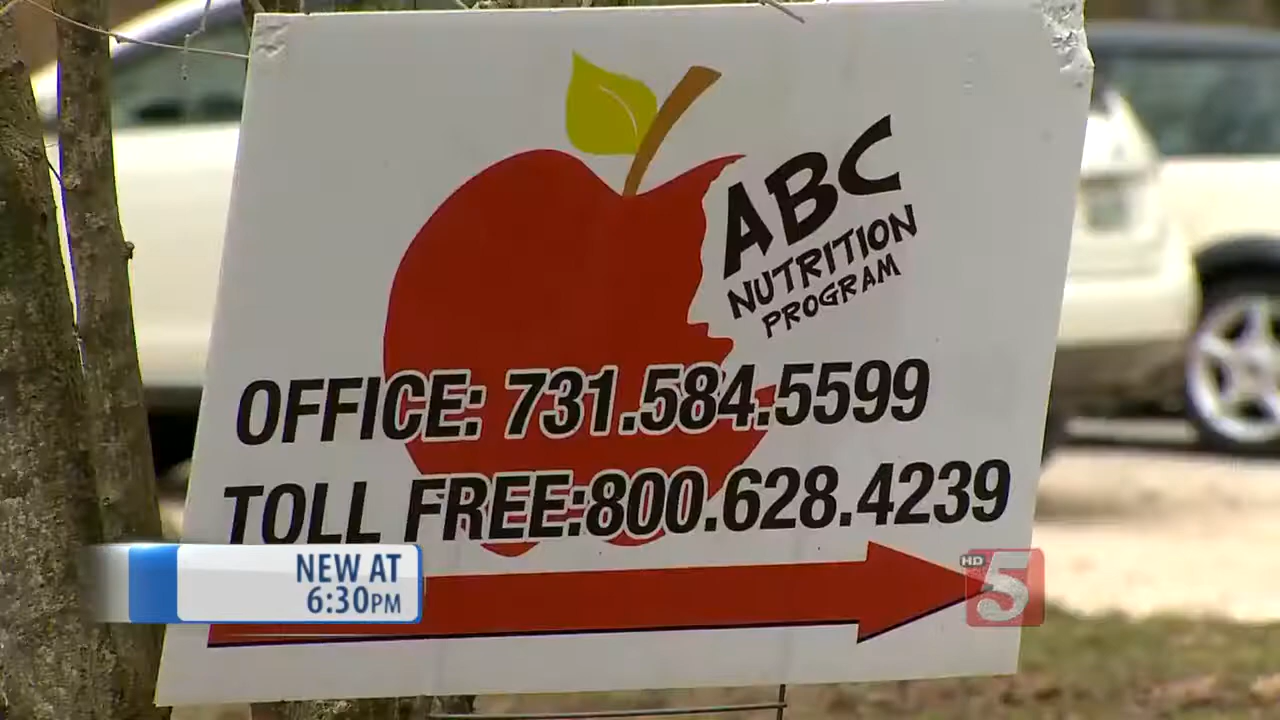 ABC
NUTRITION
PROGRAM
OFFICE: 731.584.5599
TOLL FREE:800.628.4239
NEW AT
6:30PM
HD
5